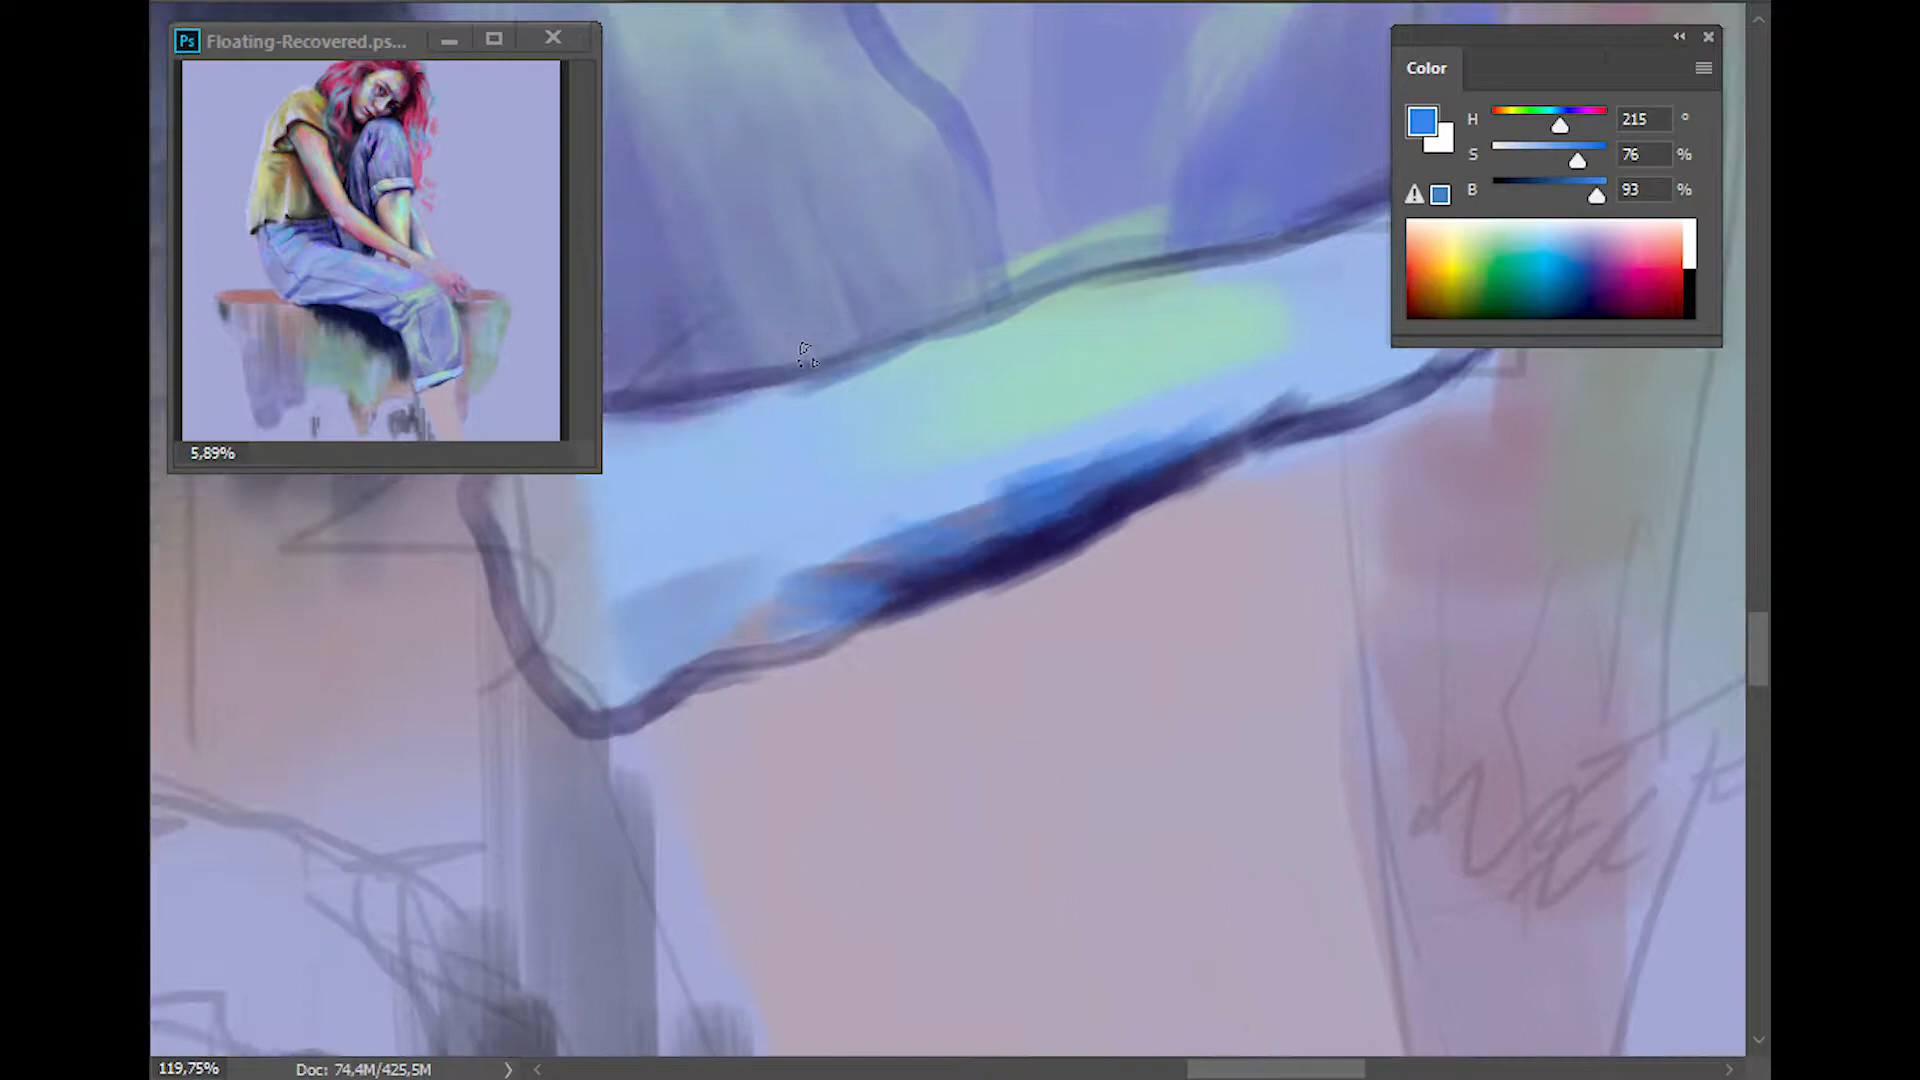 Ps Floating-Recovered.ps...
5,89%
Color
H 215 °
S 76 %
B 93 %
119,75% Doc: 74,4M/425,5M